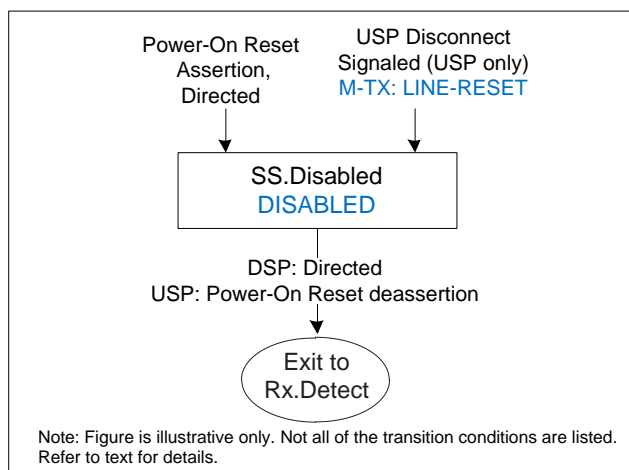 Power-On Reset
Assertion,
Directed
USP Disconnect
Signaled (USP only)
M-TX: LINE-RESET
SS.Disabled
DISABLED
DSP: Directed
USP: Power-On Reset deassertion
Exit to
Rx.Detect
Note: Figure is illustrative only. Not all of the transition conditions are listed.
Refer to text for details.